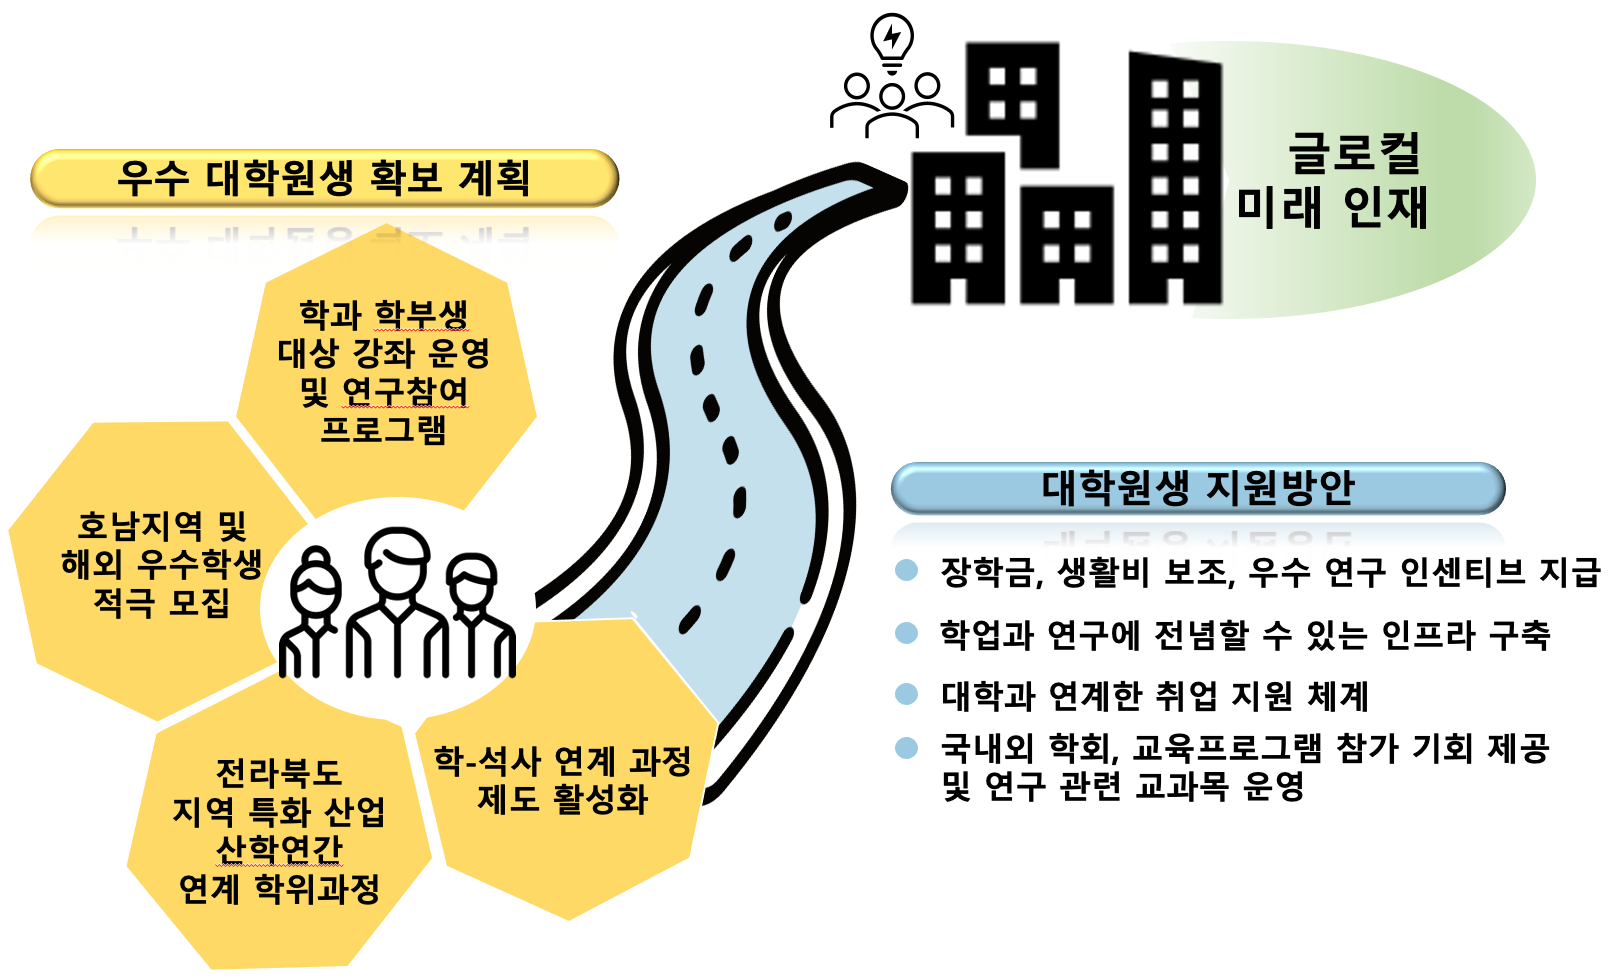 글로컬
미래 인재
우수 대학원생 확보 계획
학과 학부생
대상 강좌 운영
및 연구참여
프로그램
호남지역 및
해외 우수학생
적극 모집
전라북도
지역 특화 산업
산학연간
연계 학위과정
학-석사 연계 과정
제도 활성화
대학원생 지원방안
장학금, 생활비 보조, 우수 연구 인센티브 지급
학업과 연구에 전념할 수 있는 인프라 구축
대학과 연계한 취업 지원 체계
국내외 학회, 교육프로그램 참가 기회 제공
및 연구 관련 교과목 운영